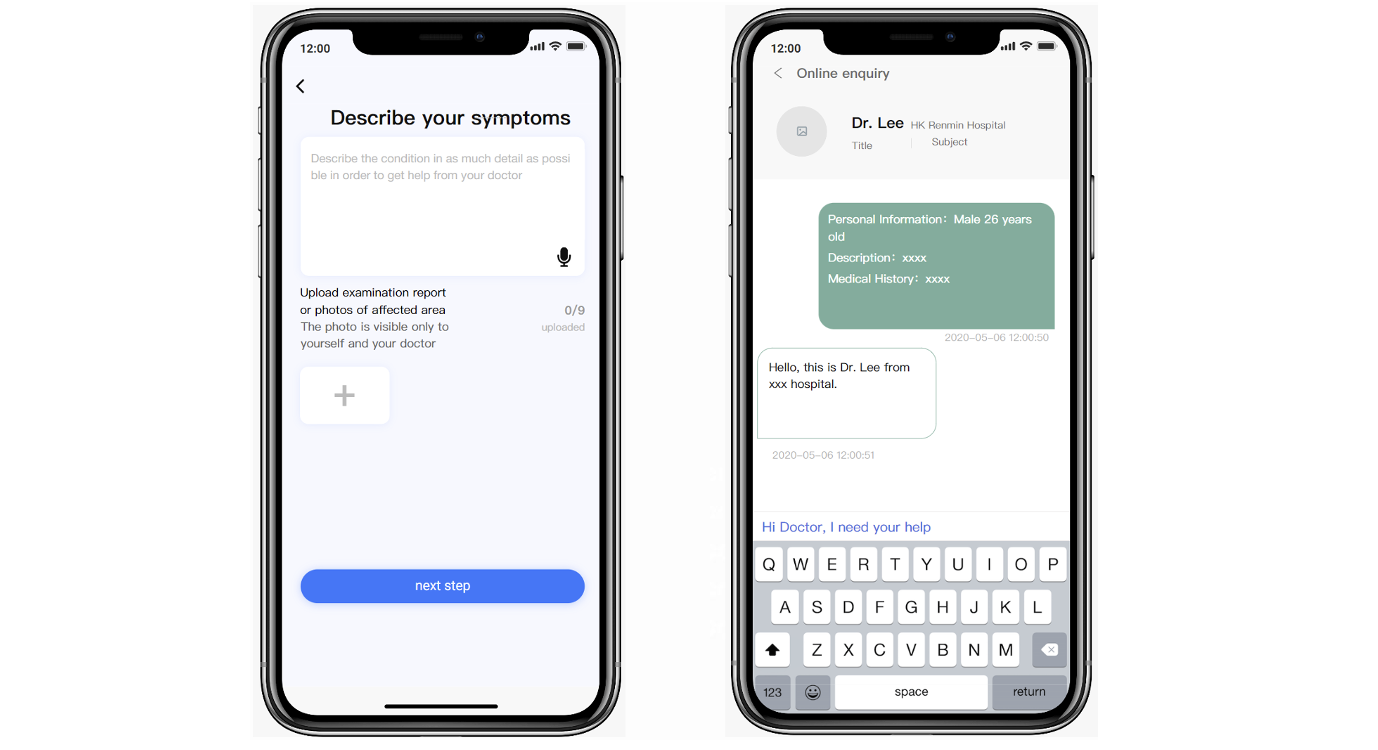 12:00
Describe your symptoms
Describe the condition in as much detail as possi
ble in order to get help from your doctor
Upload examination report
or photos of affected area
The photo is visible only to
yourself and your doctor
0/9
uploaded
next step
12:00
Online enquiry
Dr. Lee HK Renmin Hospital
Title Subject
Personal Information：Male 26 years
old
Description：xxxx
Medical History：xxxx
2020-05-06 12:00:50
Hello, this is Dr. Lee from
xxx hospital.
2020-05-06 12:00:51
Hi Doctor, I need your help
Q W E R T Y U I O P
A S D F G H J K L
Z X C V B N M
123 space return